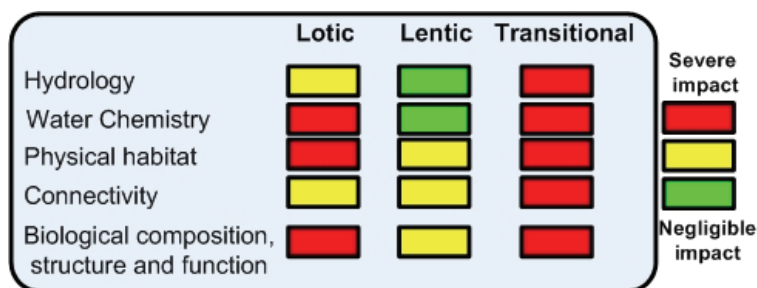 Lotic Lentic Transitional
Hydrology
Water Chemistry
Physical habitat
Connectivity
Biological composition,
structure and function
Severe
impact
Negligible
impact